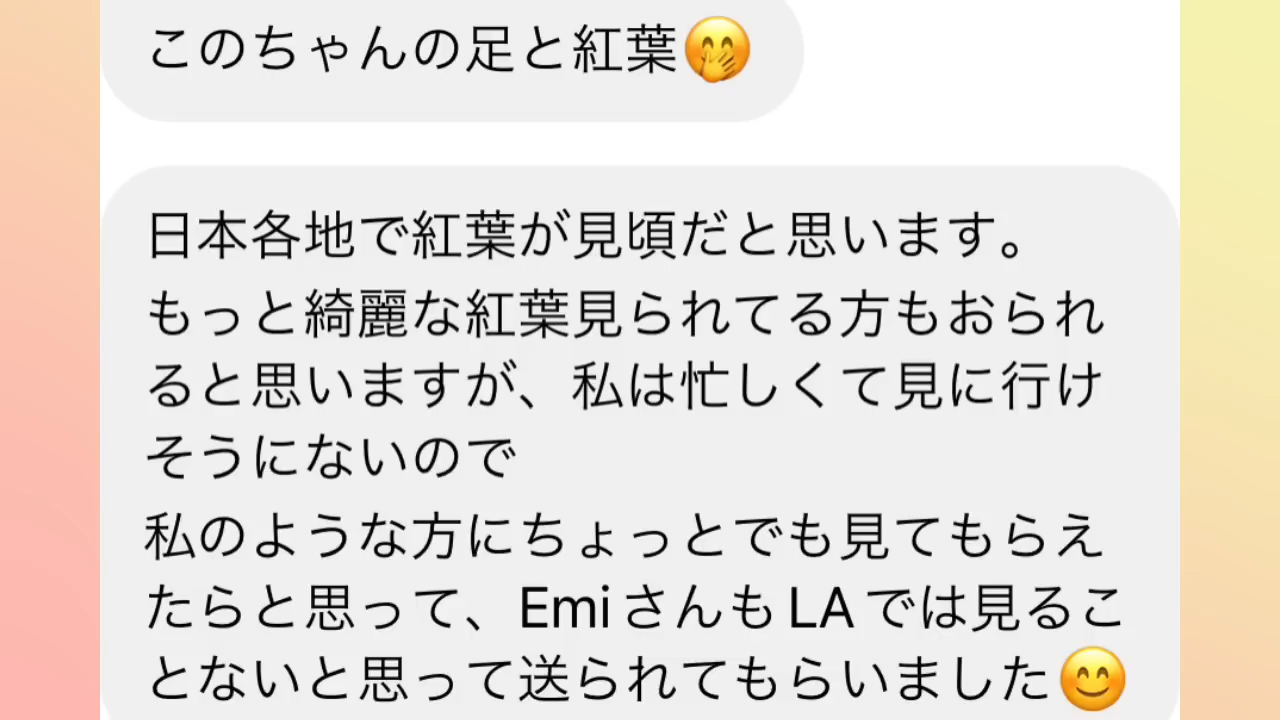 このちゃんの足と紅葉🤭
日本各地で紅葉が見頃だと思います。
もっと綺麗な紅葉見られてる方もおられ
ると思いますが、私は忙しくて見に行け
そうにないので
私のような方にちょっとでも見てもらえ
たらと思って、EmiさんもLAでは見るこ
とないと思って送られてもらいました😊